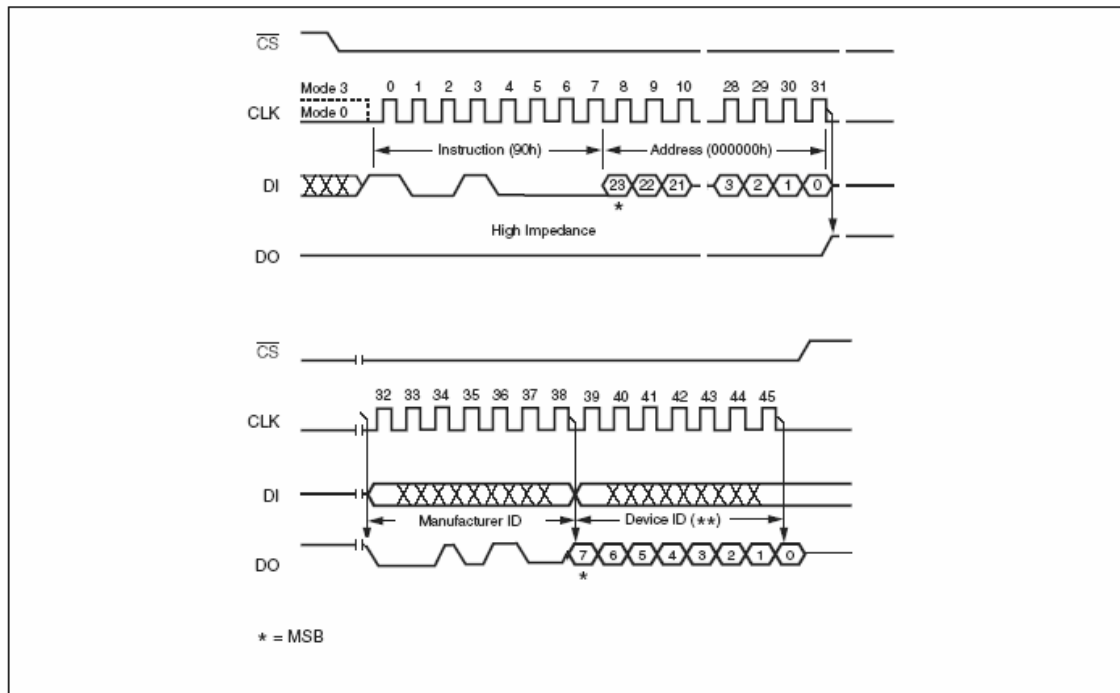 CS
Mode 3 0 1 2 3 4 5 6 7 8 9 10 28 29 30 31
CLK Mode 0
Instruction (90h) Address (000000h)
DI 23 22 21 3 2 1 0
*
High Impedance
DO
CS
32 33 34 35 36 37 38 39 40 41 42 43 44 45
CLK
DI
Manufacturer ID Device ID (**)
DO 7 6 5 4 3 2 1 0
*
* = MSB